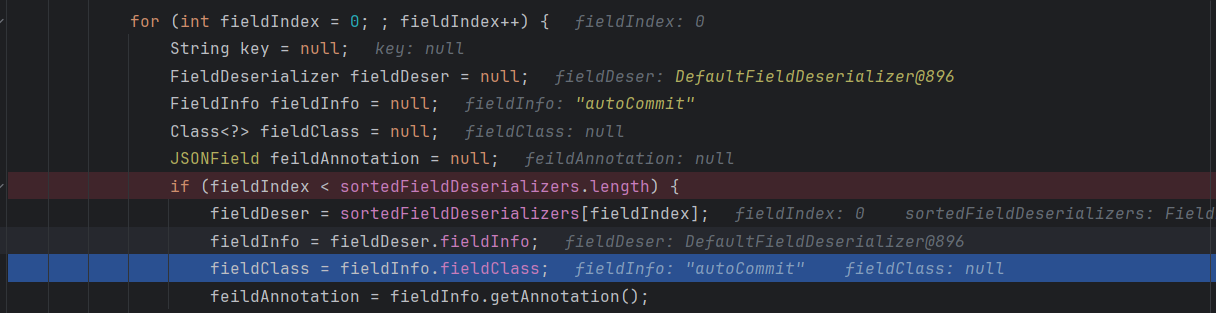 for (int fieldIndex = 0; ; fieldIndex++) { fieldIndex: 0
String key = null; key: null
FieldDeserializer fieldDeser = null; fieldDeser: DefaultFieldDeserializer@896
FieldInfo fieldInfo = null; fieldInfo: "autoCommit"
Class<?> fieldClass = null; fieldClass: null
JSONField feildAnnotation = null; feildAnnotation: null
if (fieldIndex < sortedFieldDeserializers.length) {
fieldDeser = sortedFieldDeserializers[fieldIndex]; fieldIndex: 0 sortedFieldDeserializers: Field
fieldInfo = fieldDeser.fieldInfo; fieldDeser: DefaultFieldDeserializer@896
fieldClass = fieldInfo.fieldClass; fieldInfo: "autoCommit" fieldClass: null
feildAnnotation = fieldInfo.getAnnotation();